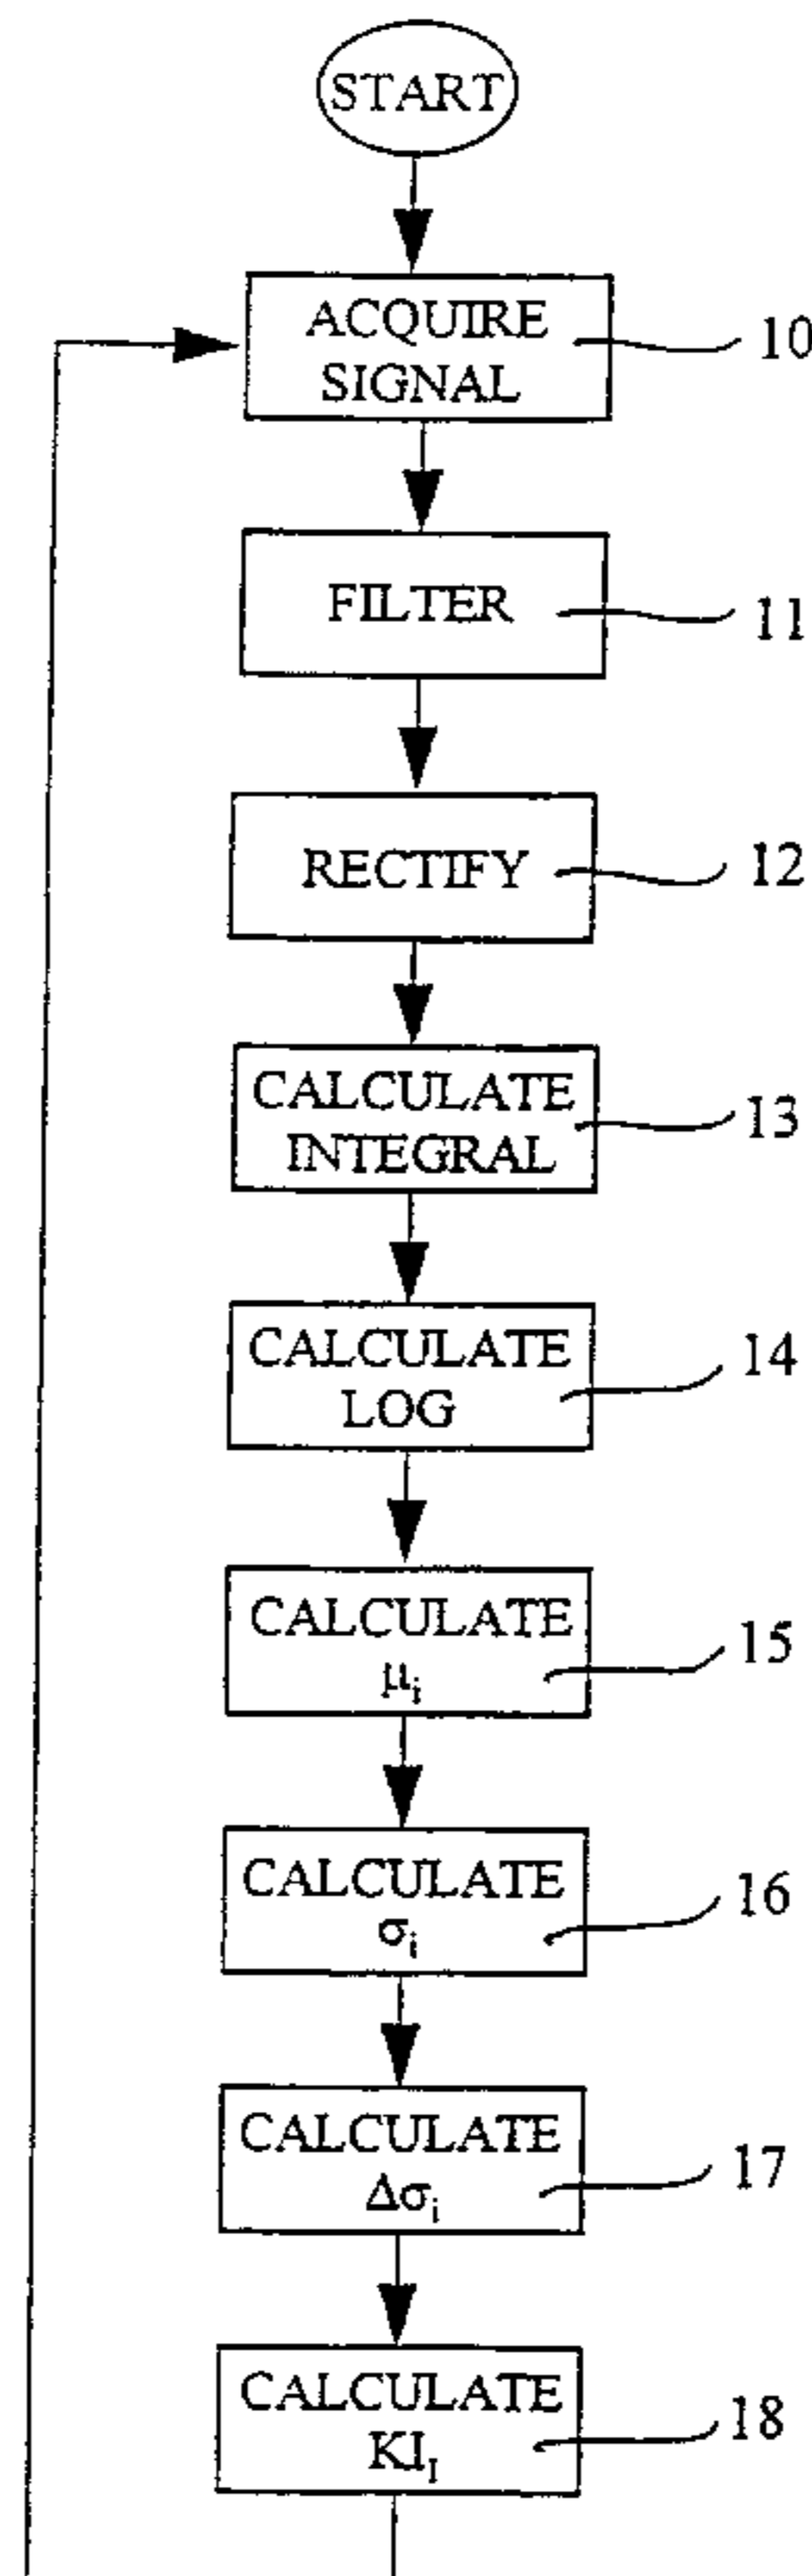 START
ACQUIRE
SIGNAL
10
FILTER
11
RECTIFY
12
CALCULATE
INTEGRAL
13
CALCULATE
LOG
14
CALCULATE
μᵢ
15
CALCULATE
σᵢ
16
CALCULATE
Δσᵢ
17
CALCULATE
KI_I
18